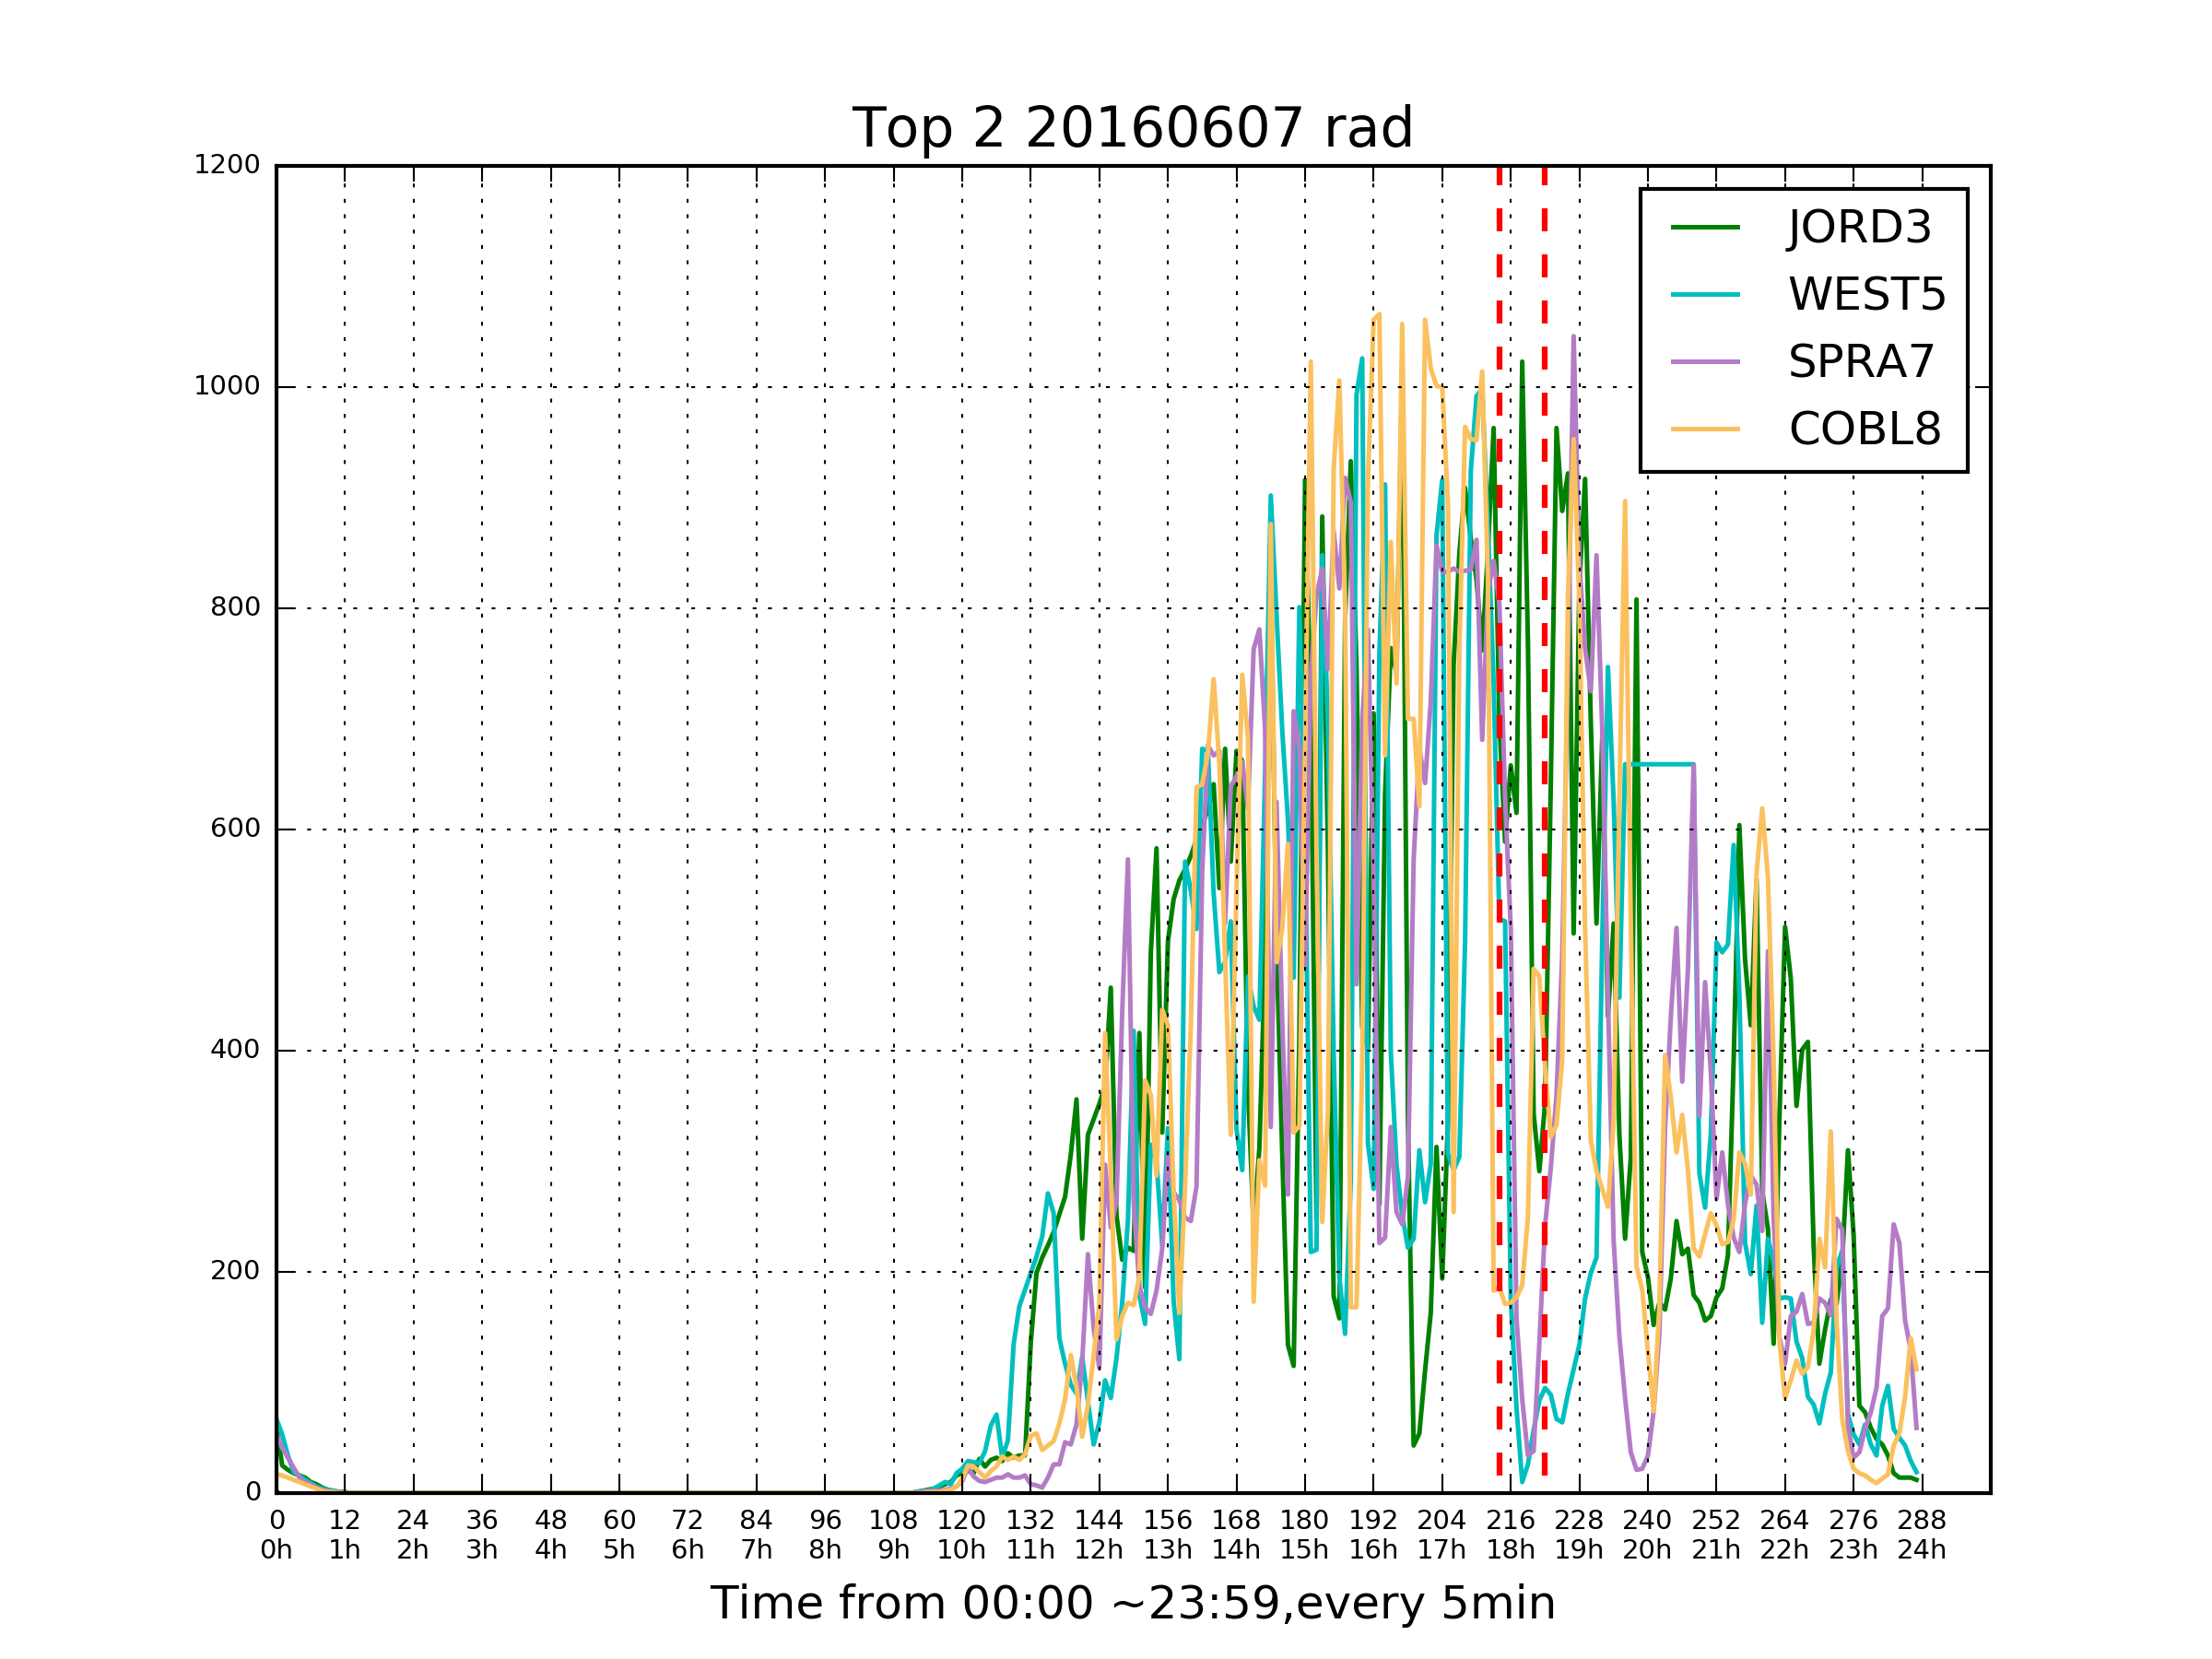 Top 2 20160607 rad
1200
1000
800
600
400
200
0
JORD3
WEST5
SPRA7
COBL8
0 12 24 36 48 60 72 84 96 108 120 132 144 156 168 180 192 204 216 228 240 252 264 276 288
0h 1h 2h 3h 4h 5h 6h 7h 8h 9h 10h 11h 12h 13h 14h 15h 16h 17h 18h 19h 20h 21h 22h 23h 24h
Time from 00:00 ~23:59,every 5min